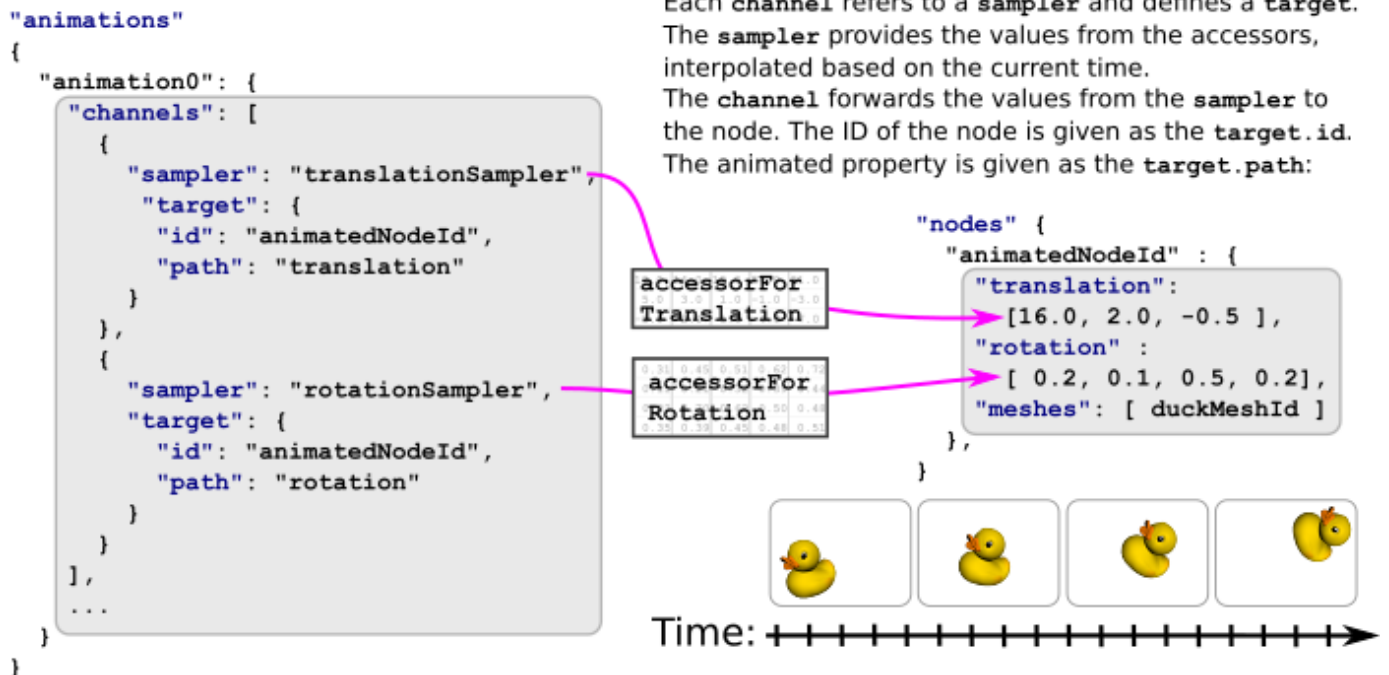 "animations"
{
"animation0": {
"channels": [
{
"sampler": "translationSampler",
"target": {
"id": "animatedNodeId",
"path": "translation"
}
},
{
"sampler": "rotationSampler",
"target": {
"id": "animatedNodeId",
"path": "rotation"
}
}
],
...
}
}
Each channel refers to a sampler and defines a target.
The sampler provides the values from the accessors,
interpolated based on the current time.
The channel forwards the values from the sampler to
the node. The ID of the node is given as the target.id.
The animated property is given as the target.path:
accessorFor
Translation
accessorFor
Rotation
"nodes" {
"animatedNodeId" : {
"translation":
[16.0, 2.0, -0.5 ],
"rotation" :
[ 0.2, 0.1, 0.5, 0.2],
"meshes": [ duckMeshId ]
},
}
Time: